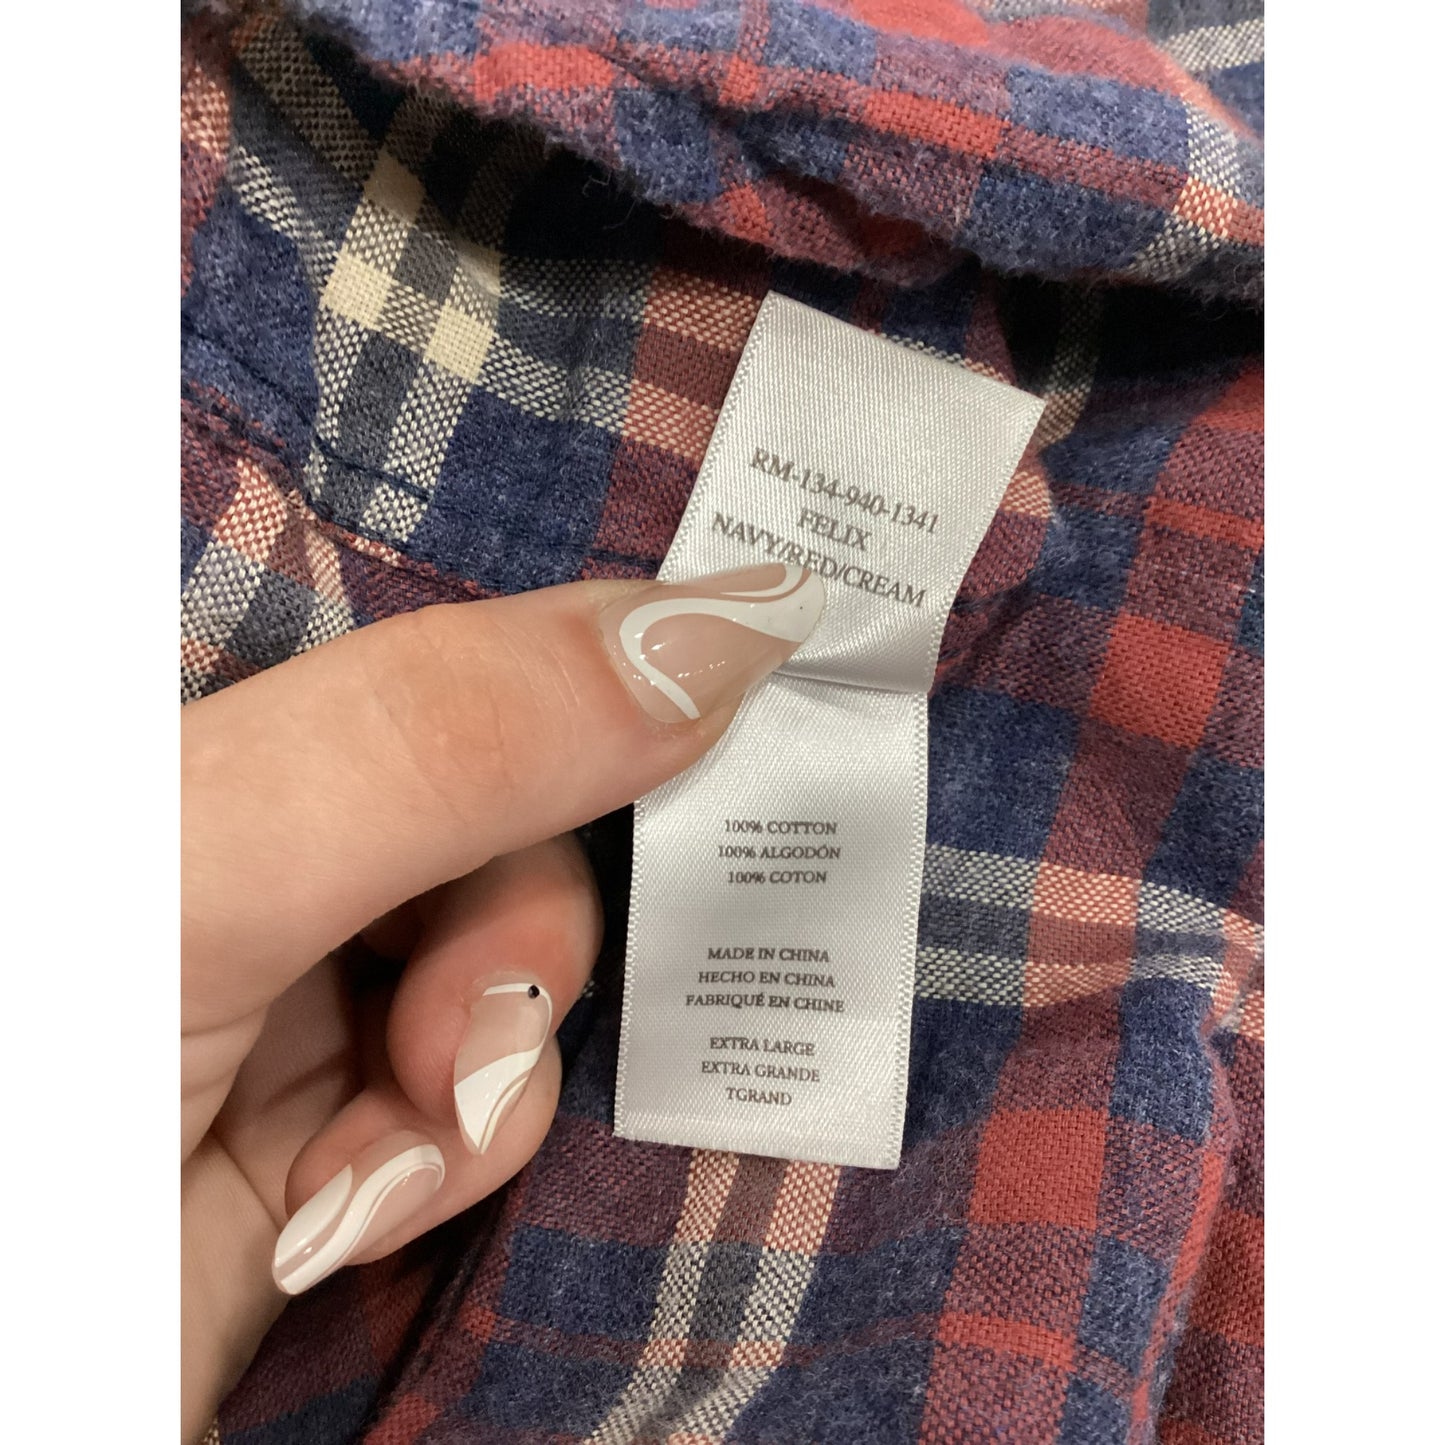 RM-134-940-1341
FELIX
NAVY/RED/CREAM
100% COTTON
100% ALGODÓN
100% COTON
MADE IN CHINA
HECHO EN CHINA
FABRIQUÉ EN CHINE
EXTRA LARGE
EXTRA GRANDE
TGRAND